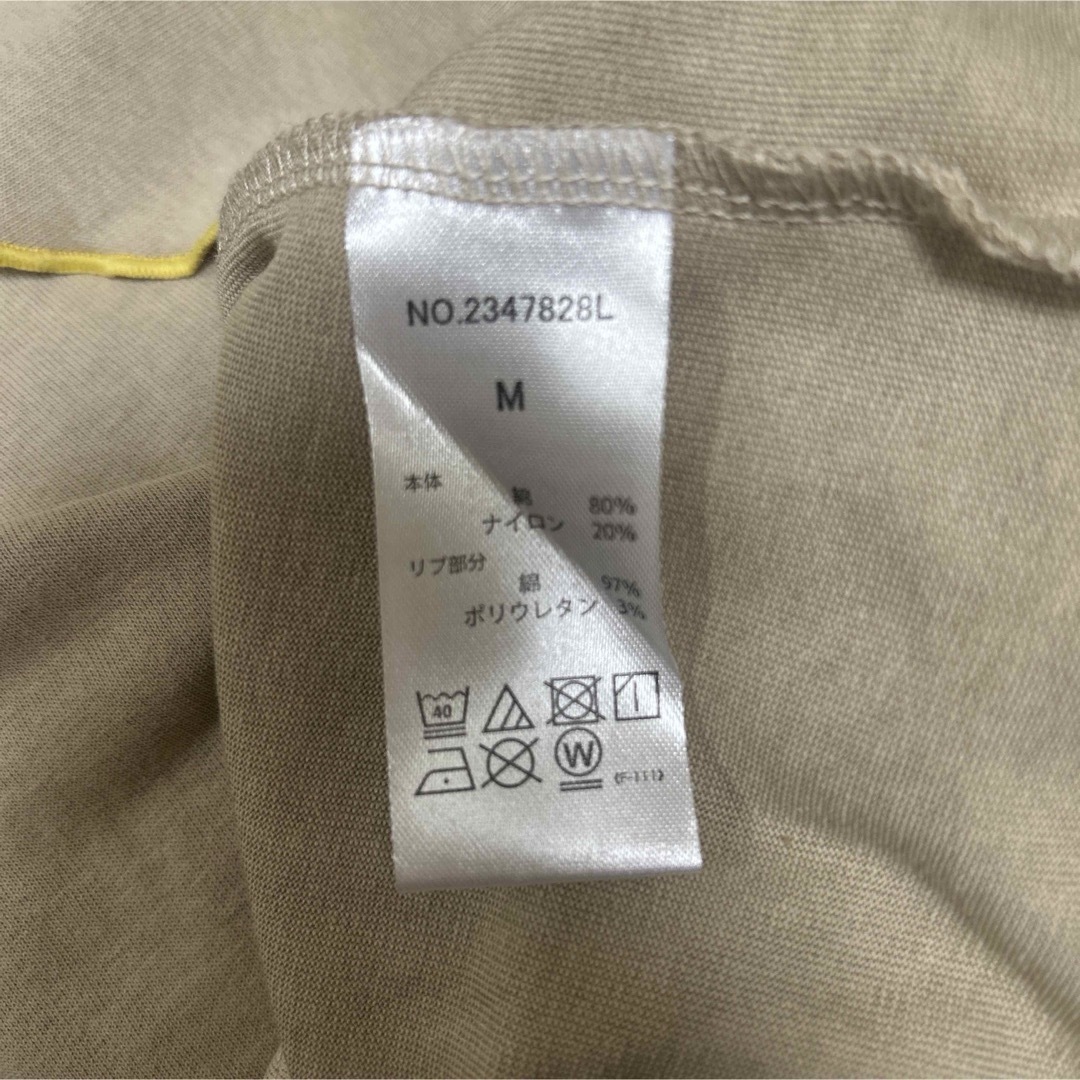 NO.2347828L
M
本体
綿 80%
ナイロン 20%
リブ部分
綿 97%
ポリウレタン 3%
40
W
(F-111)